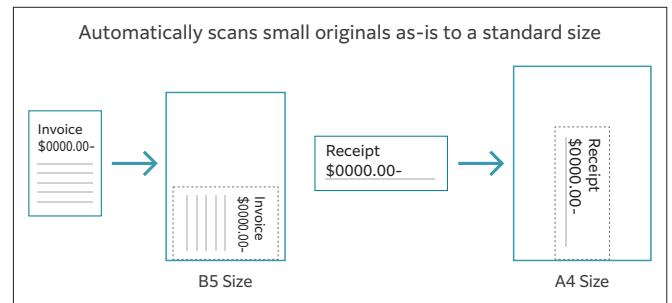 Automatically scans small originals as-is to a standard size
Invoice
$0000.00-
Invoice
$0000.00-
B5 Size
Receipt
$0000.00-
Receipt
$0000.00-
A4 Size